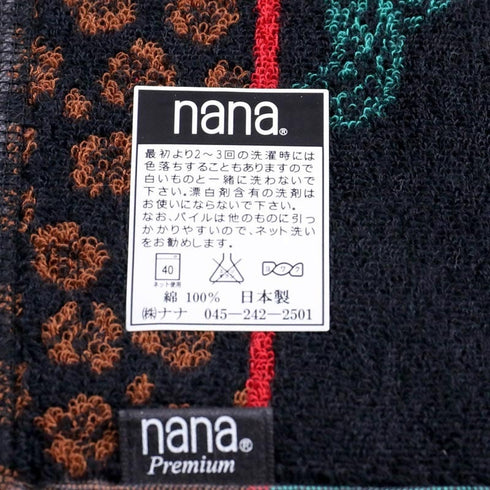 nana®
最初より2～3回の洗濯時には
色落ちすることもありますので
白いものと一緒に洗わないで
下さい。漂白剤含有の洗剤は
お使いにならないで下さい。
なお、パイルは他のものに引っ
かかりやすいので、ネット洗い
をお勧めします。
40
ネット使用
綿 100% 日本製
㈱ナナ 045―242―2501
nana®
Premium